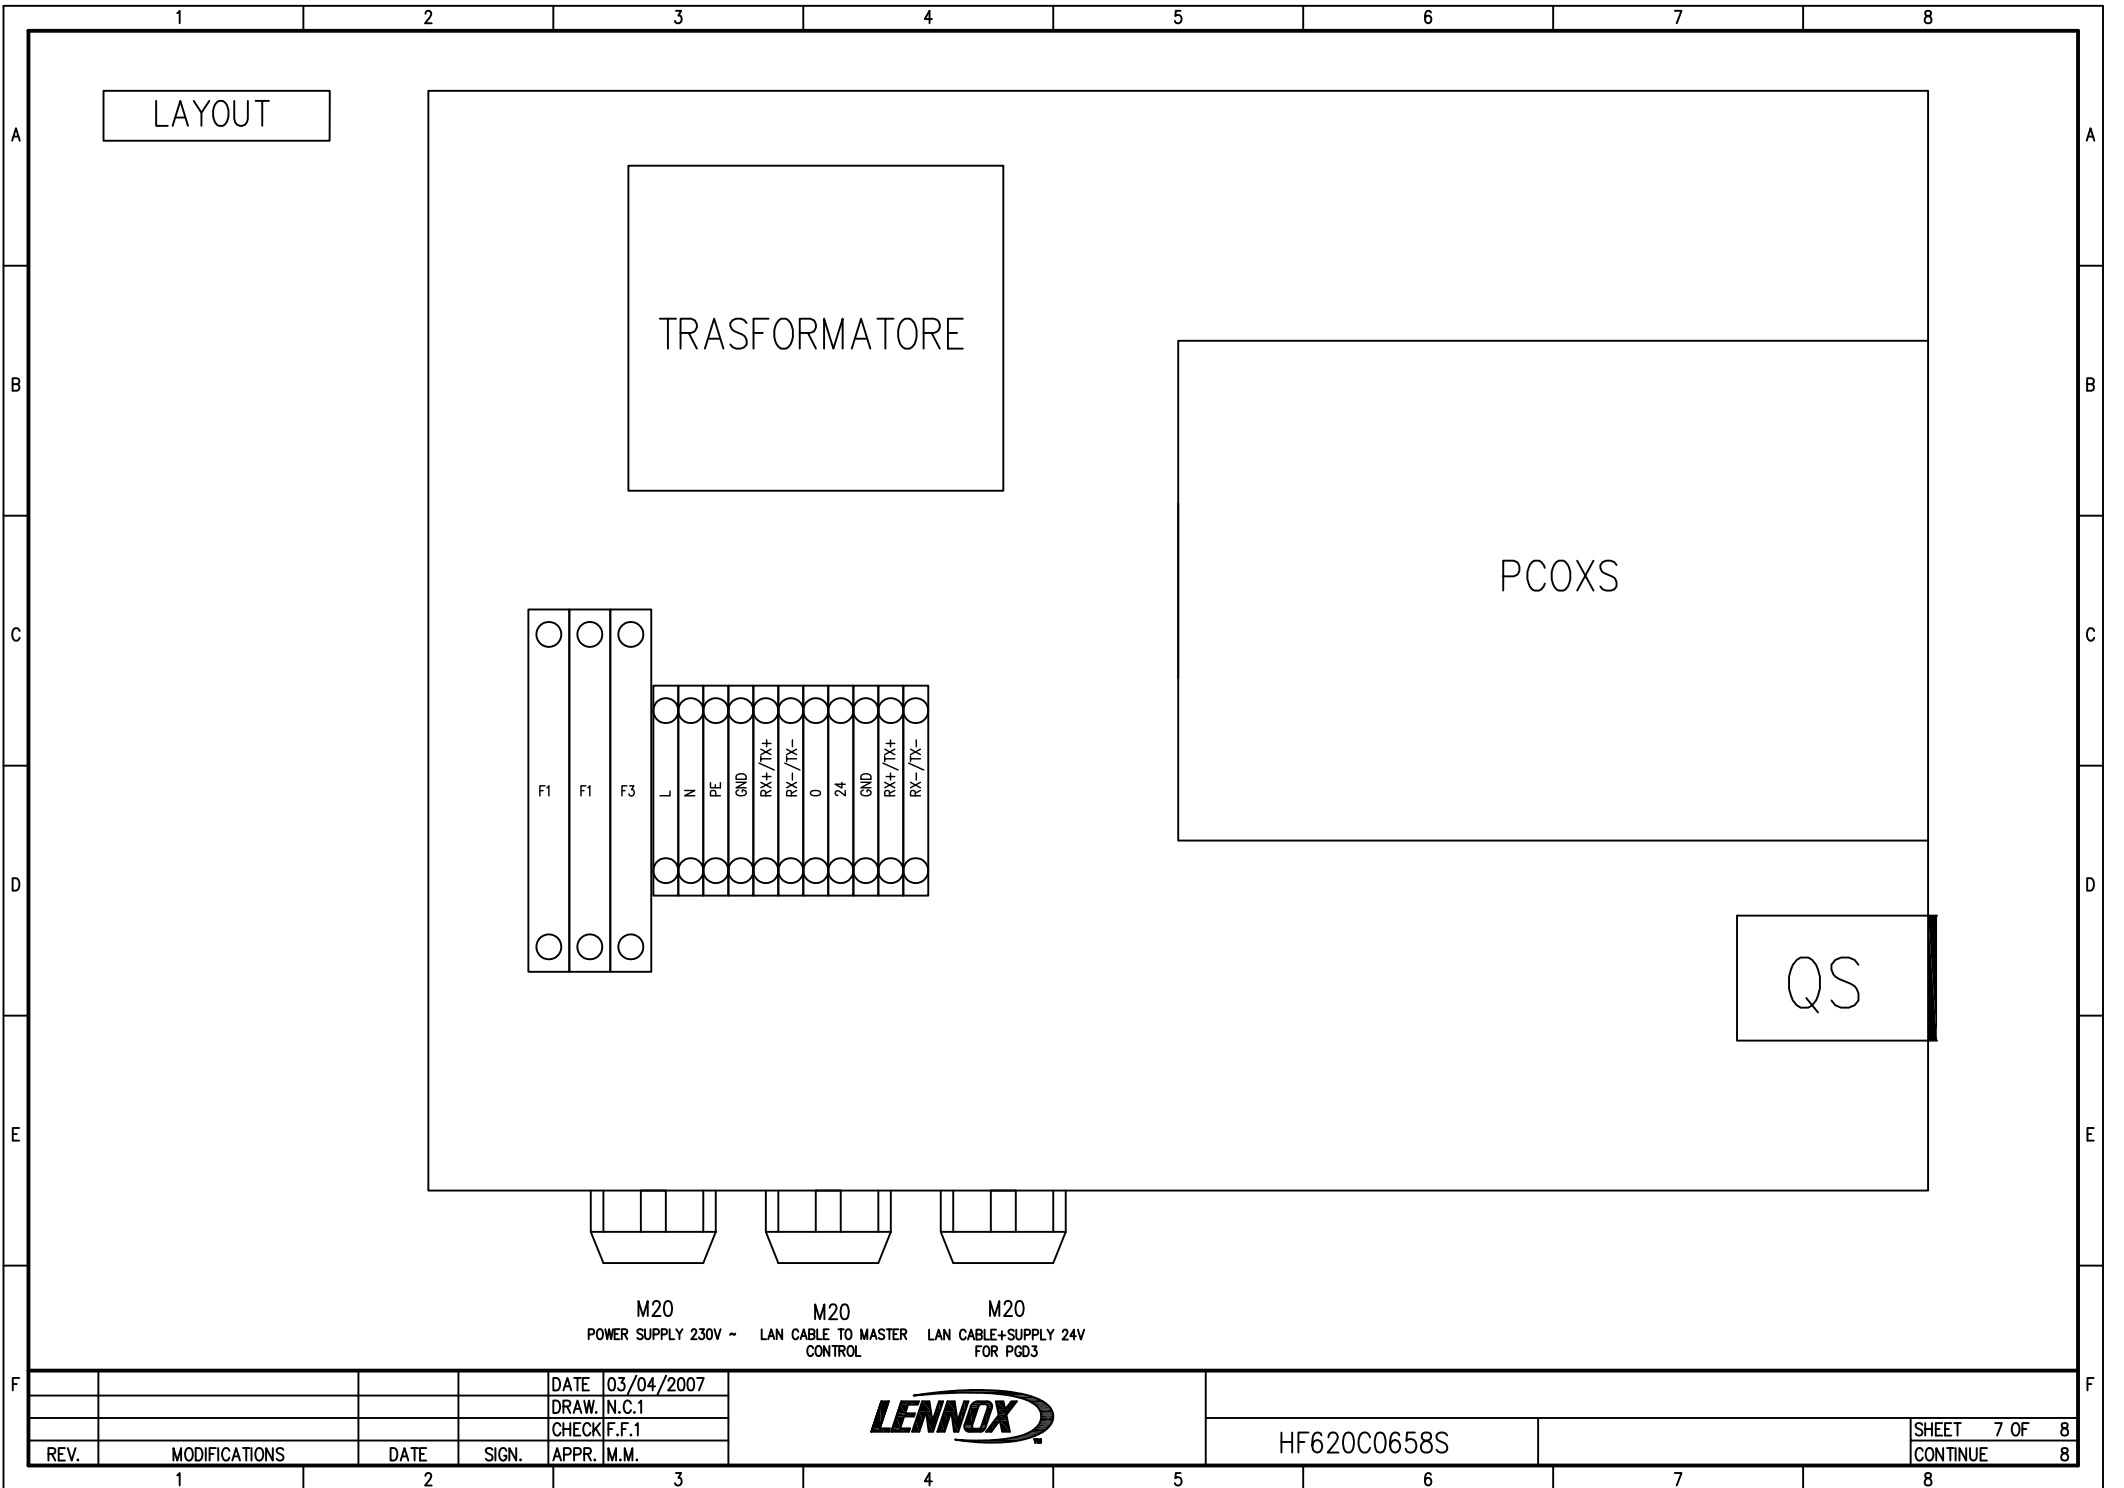 1 2 3 4 5 6 7 8
A A
LAYOUT
TRASFORMATORE
B B
PCOXS
C C
F1 F1 F3 L N PE GND RX+/TX+ RX-/TX- 0 24 GND RX+/TX+ RX-/TX-
D D
QS
E E
M20 M20 M20
POWER SUPPLY 230V ~ LAN CABLE TO MASTER LAN CABLE+SUPPLY 24V
CONTROL FOR PGD3
F F
DATE 03/04/2007
DRAW. N.C.1
CHECK F.F.1
REV. MODIFICATIONS DATE SIGN. APPR. M.M.
LENNOX TM
HF620C0658S
SHEET 7 OF 8
CONTINUE 8
1 2 3 4 5 6 7 8